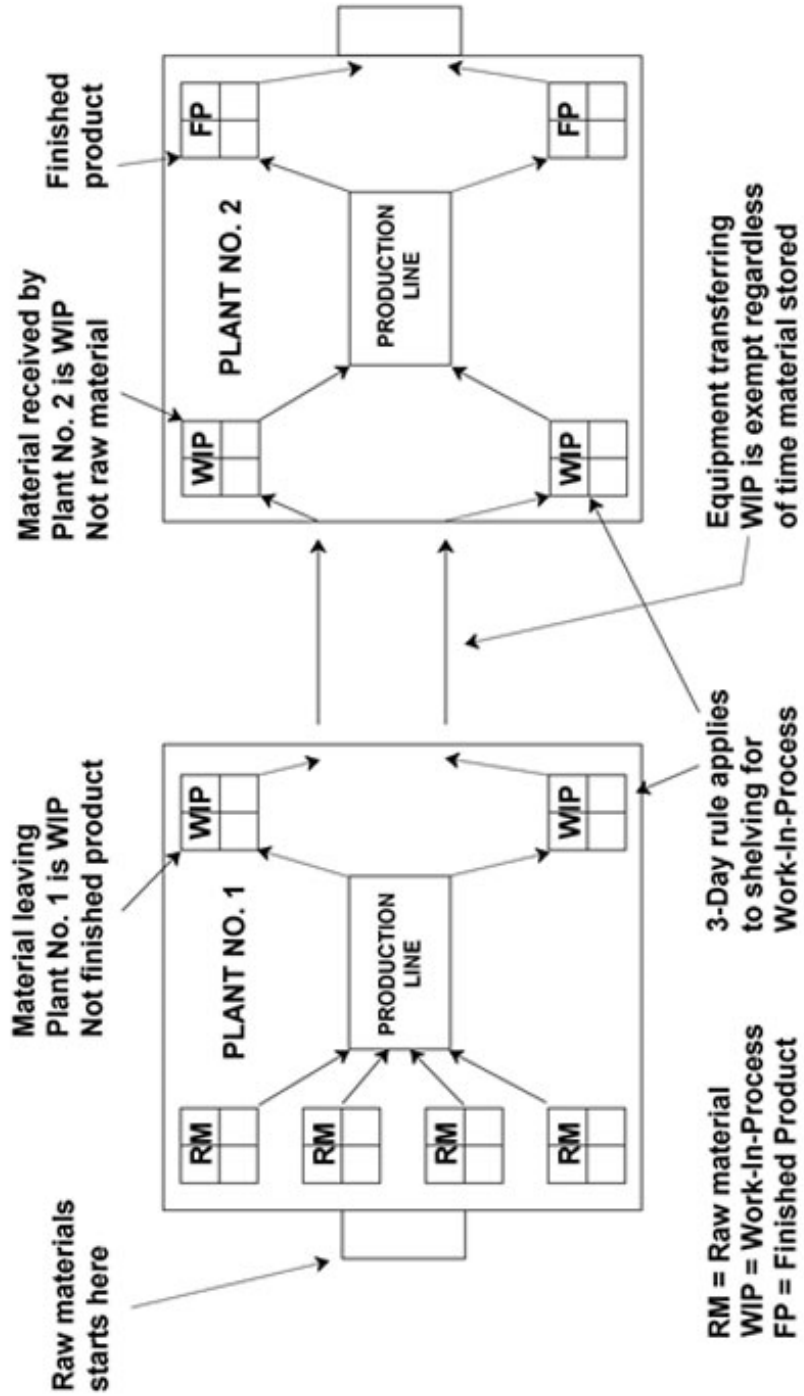 Raw materials
starts here
Material leaving
Plant No. 1 is WIP
Not finished product
Material received by
Plant No. 2 is WIP
Not raw material
Finished
product
PLANT NO. 1
RM
RM
RM
RM
PRODUCTION
LINE
WIP
WIP
PLANT NO. 2
WIP
WIP
PRODUCTION
LINE
FP
FP
RM = Raw material
WIP = Work-In-Process
FP = Finished Product
3-Day rule applies
to shelving for
Work-In-Process
Equipment transferring
WIP is exempt regardless
of time material stored